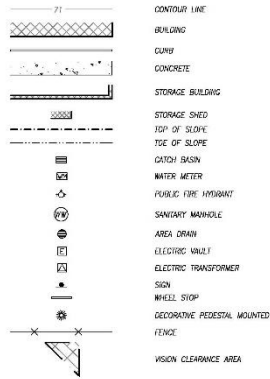 71 CONTOUR LINE
BUILDING
CURB
CONCRETE
STORAGE BUILDING
STORAGE SHED
TOP OF SLOPE
TOE OF SLOPE
CATCH BASIN
WATER METER
PUBLIC FIRE HYDRANT
SANITARY MANHOLE
AREA DRAIN
E ELECTRIC VAULT
ELECTRIC TRANSFORMER
SIGN
WHEEL STOP
DECORATIVE PEDESTAL MOUNTED
FENCE
VISION CLEARANCE AREA